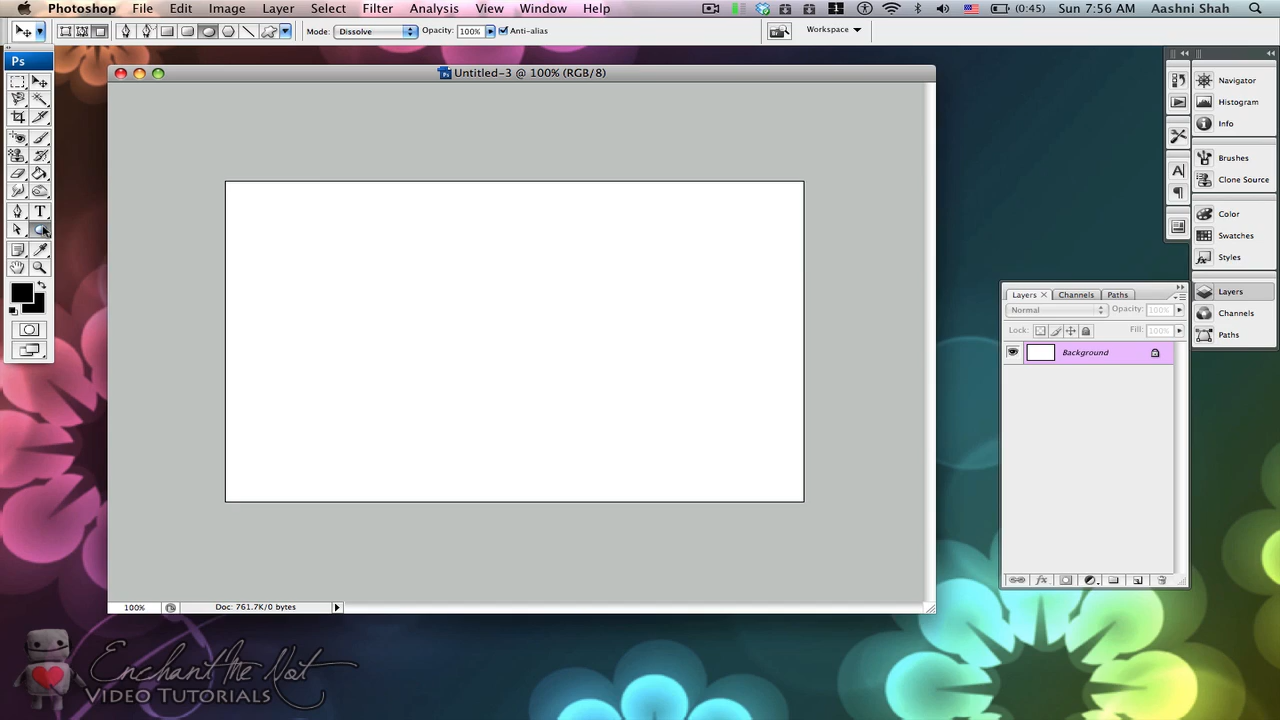 Photoshop File Edit Image Layer Select Filter Analysis View Window Help 1 (0:45) Sun 7:56 AM Aashni Shah
Mode: Dissolve Opacity: 100% Anti-alias Workspace
Ps
Untitled-3 @ 100% (RGB/8)
T
100% Doc: 761.7K/0 bytes
Navigator
Histogram
Info
Brushes
Clone Source
Color
Swatches
Styles
Layers
Channels
Paths
Layers Channels Paths
Normal Opacity: 100%
Lock: Fill: 100%
Background
Enchant the Not
VIDEO TUTORIALS